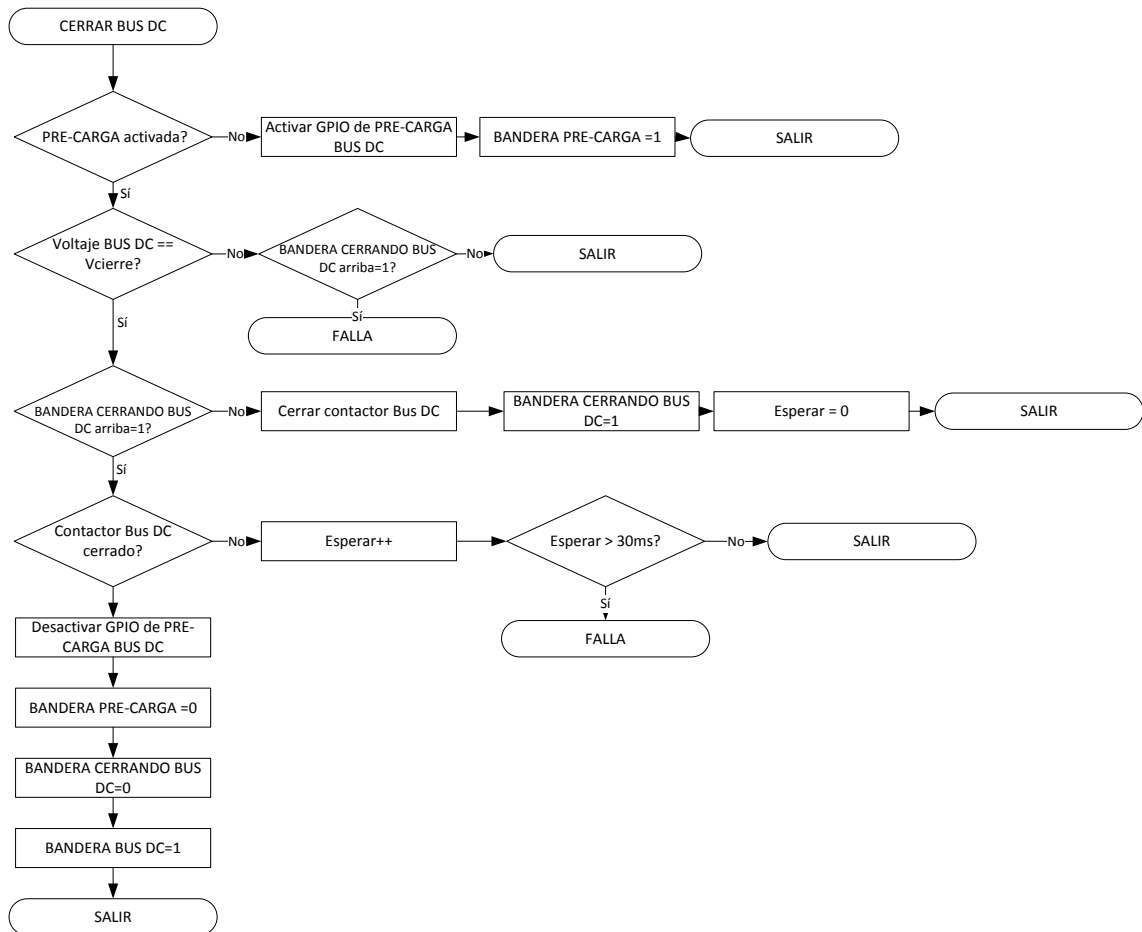 CERRAR BUS DC
PRE-CARGA activada?
No
Activar GPIO de PRE-CARGA
BUS DC
BANDERA PRE-CARGA =1
SALIR
Sí
Voltaje BUS DC ==
Vcierre?
No
BANDERA CERRANDO BUS
DC arriba=1?
No
SALIR
Sí
FALLA
Sí
BANDERA CERRANDO BUS
DC arriba=1?
No
Cerrar contactor Bus DC
BANDERA CERRANDO BUS
DC=1
Esperar = 0
SALIR
Sí
Contactor Bus DC
cerrado?
No
Esperar++
Esperar > 30ms?
No
SALIR
Sí
FALLA
Desactivar GPIO de PRE-
CARGA BUS DC
BANDERA PRE-CARGA =0
BANDERA CERRANDO BUS
DC=0
BANDERA BUS DC=1
SALIR